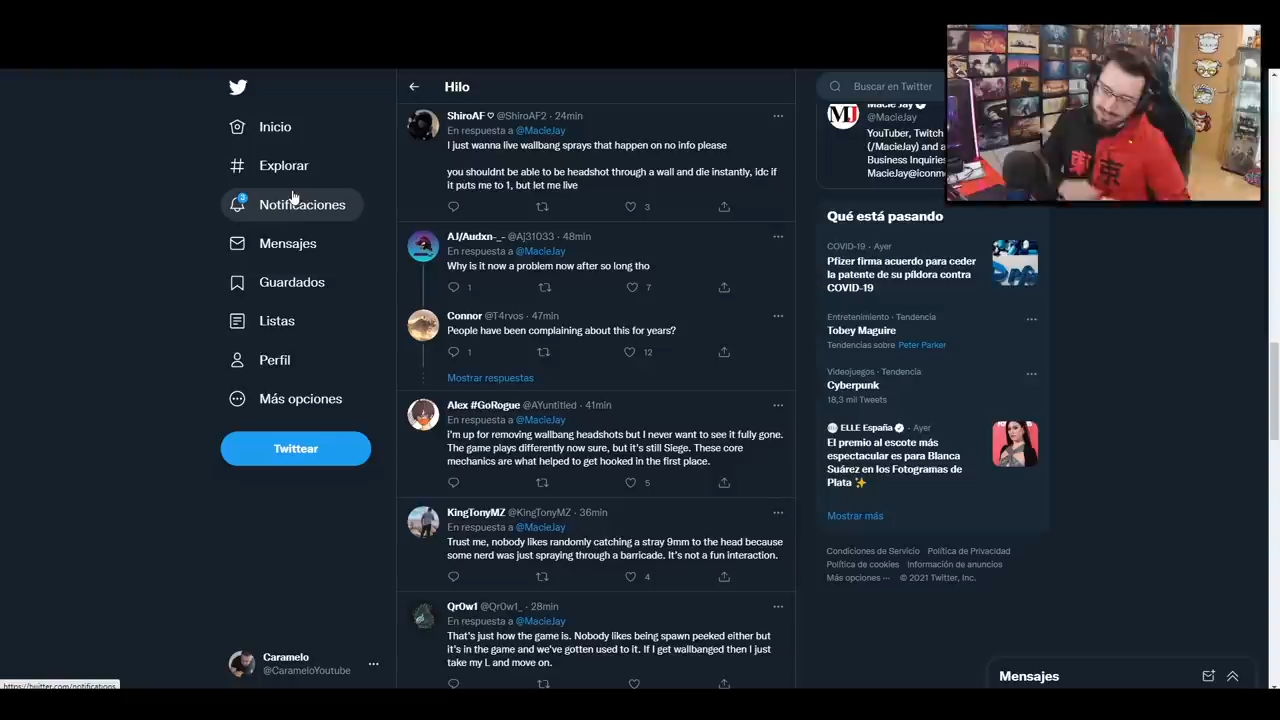 Inicio
Explorar
3
Notificaciones
Mensajes
Guardados
Listas
Perfil
Más opciones
Twittear
Caramelo
@CarameloYoutube
https://twitter.com/notifications
Hilo
ShiroAF ♡ @ShiroAF2 · 24min
En respuesta a @MacieJay
I just wanna live wallbang sprays that happen on no info please
you shouldnt be able to be headshot through a wall and die instantly, idc if
it puts me to 1, but let me live
3
AJ/Audxn-_- @Aj31033 · 48min
En respuesta a @MacieJay
Why is it now a problem now after so long tho
1 7
Connor @T4rvos · 47min
People have been complaining about this for years?
1 12
Mostrar respuestas
Alex #GoRogue @AYuntitled · 41min
En respuesta a @MacieJay
i'm up for removing wallbang headshots but I never want to see it fully gone.
The game plays differently now sure, but it's still Siege. These core
mechanics are what helped to get hooked in the first place.
5
KingTonyMZ @KingTonyMZ · 36min
En respuesta a @MacieJay
Trust me, nobody likes randomly catching a stray 9mm to the head because
some nerd was just spraying through a barricade. It's not a fun interaction.
4
Qr0w1 @Qr0w1_ · 28min
En respuesta a @MacieJay
That's just how the game is. Nobody likes being spawn peeked either but
it's in the game and we've gotten used to it. If I get wallbanged then I just
take my L and move on.
Buscar en Twitter
MacieJay
@MacieJay
YouTuber, Twitch
(/MacieJay) and a
Business Inquiries
MacieJay@iconm
Qué está pasando
COVID-19 · Ayer
Pfizer firma acuerdo para ceder
la patente de su píldora contra
COVID-19
Entretenimiento · Tendencia
Tobey Maguire
Tendencias sobre Peter Parker
Videojuegos · Tendencia
Cyberpunk
18,3 mil Tweets
ELLE España · Ayer
El premio al escote más
espectacular es para Blanca
Suárez en los Fotogramas de
Plata ✨
Mostrar más
Condiciones de Servicio Política de Privacidad
Política de cookies Información de anuncios
Más opciones ··· © 2021 Twitter, Inc.
Mensajes